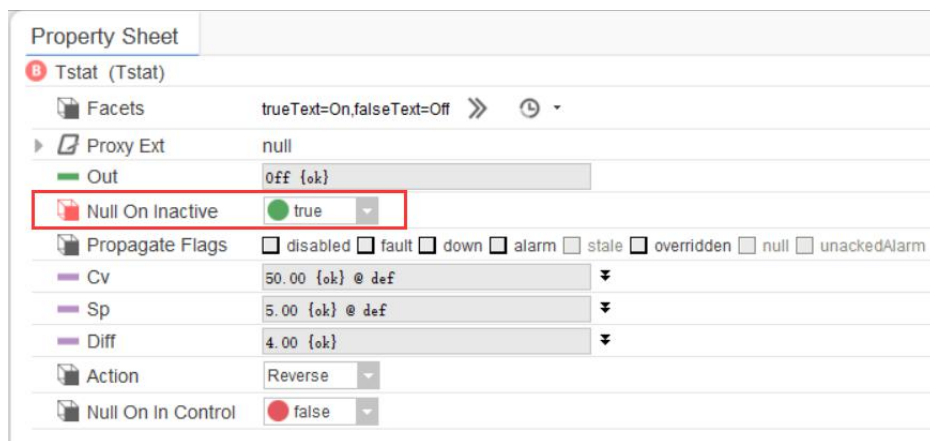 Property Sheet
B Tstat (Tstat)
Facets trueText=On,falseText=Off
Proxy Ext null
Out Off {ok}
Null On Inactive true
Propagate Flags disabled fault down alarm stale overridden null unackedAlarm
Cv 50.00 {ok} @ def
Sp 5.00 {ok} @ def
Diff 4.00 {ok}
Action Reverse
Null On In Control false